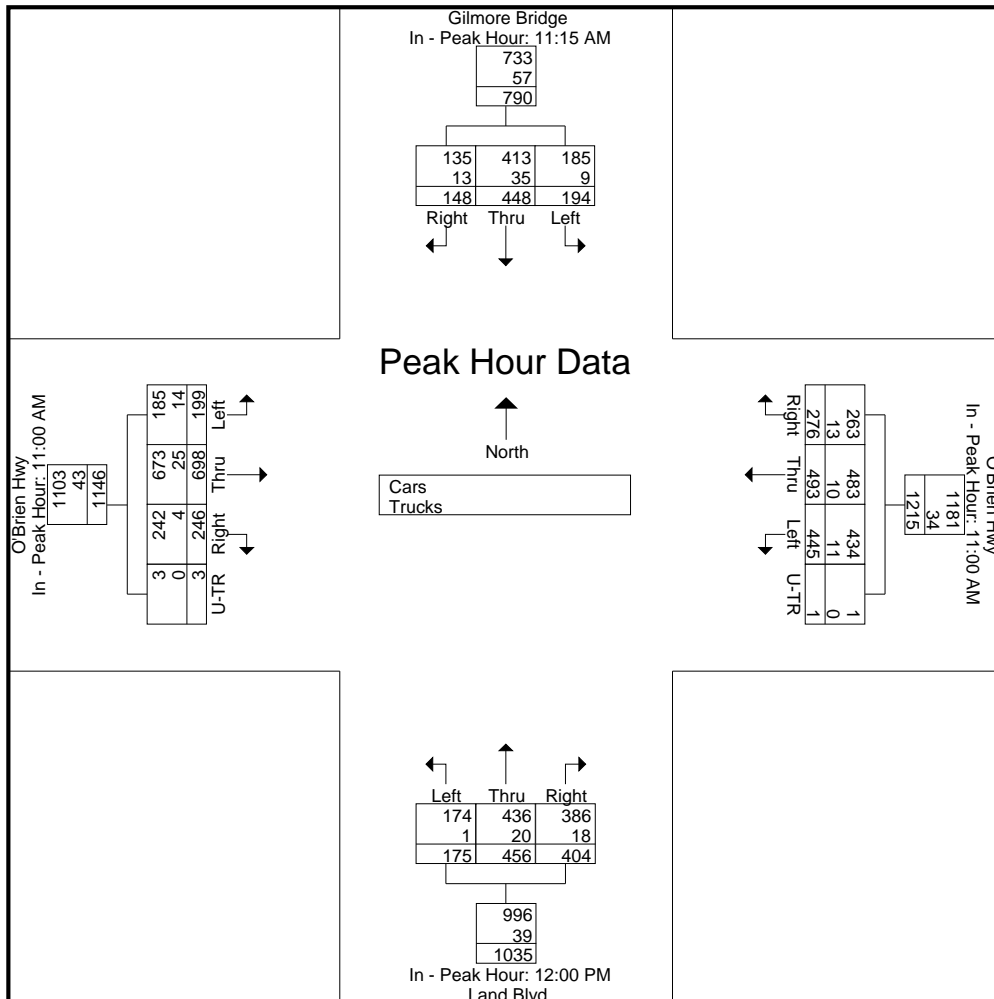 Gilmore Bridge
In - Peak Hour: 11:15 AM
733
57
790
135 413 185
13 35 9
148 448 194
Right Thru Left
Peak Hour Data
North
Cars
Trucks
O'Brien Hwy
In - Peak Hour: 11:00 AM
1103
43
1146
185 14 199 Left
673 25 698 Thru
242 4 246 Right
3 0 3 U-TR
Right 276 13 263
Thru 493 10 483
Left 445 11 434
U-TR 1 0 1
1181
34
1215
O'Brien Hwy
In - Peak Hour: 11:00 AM
Left Thru Right
174 436 386
1 20 18
175 456 404
996
39
1035
In - Peak Hour: 12:00 PM
Land Blvd